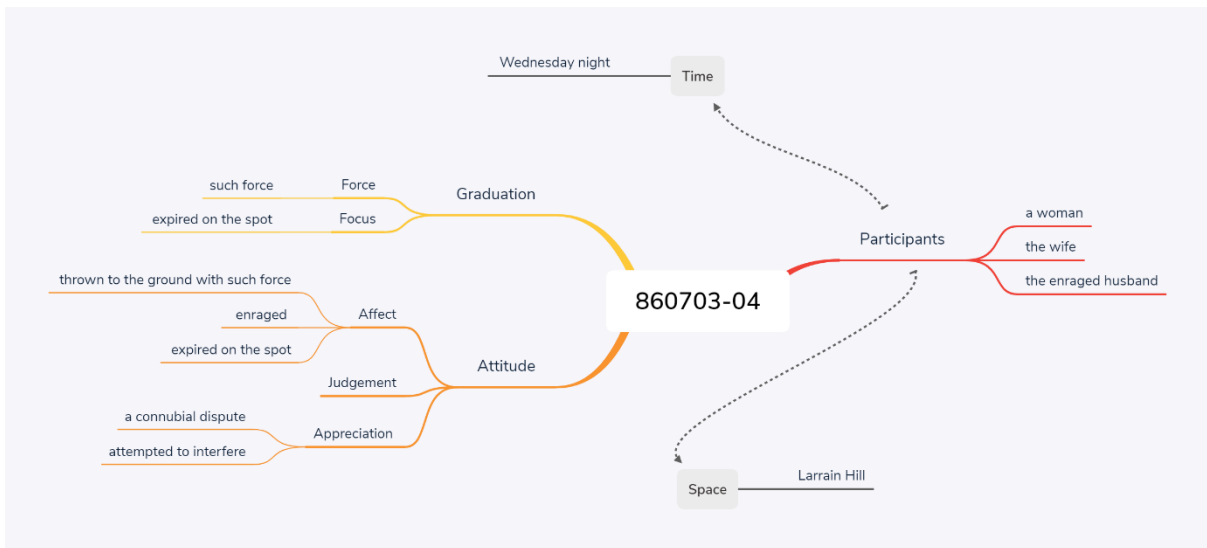 Wednesday night
Time
such force
Force
Graduation
expired on the spot
Focus
Participants
a woman
the wife
the enraged husband
860703-04
thrown to the ground with such force
enraged
Affect
expired on the spot
Attitude
Judgement
a connubial dispute
Appreciation
attempted to interfere
Space
Larrain Hill